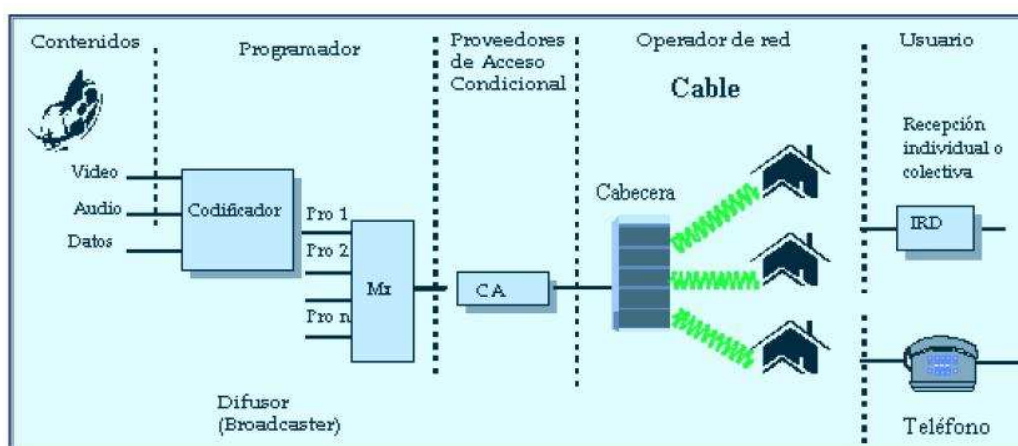 Contenidos
Programador
Proveedores
de Acceso
Condicional
Operador de red
Usuario
Cable
Recepción
individual o
colectiva
Video
Audio
Datos
Codificador
Pro 1
Pro 2
Pro n
Mx
CA
Cabecera
IRD
Difusor
(Broadcaster)
Teléfono